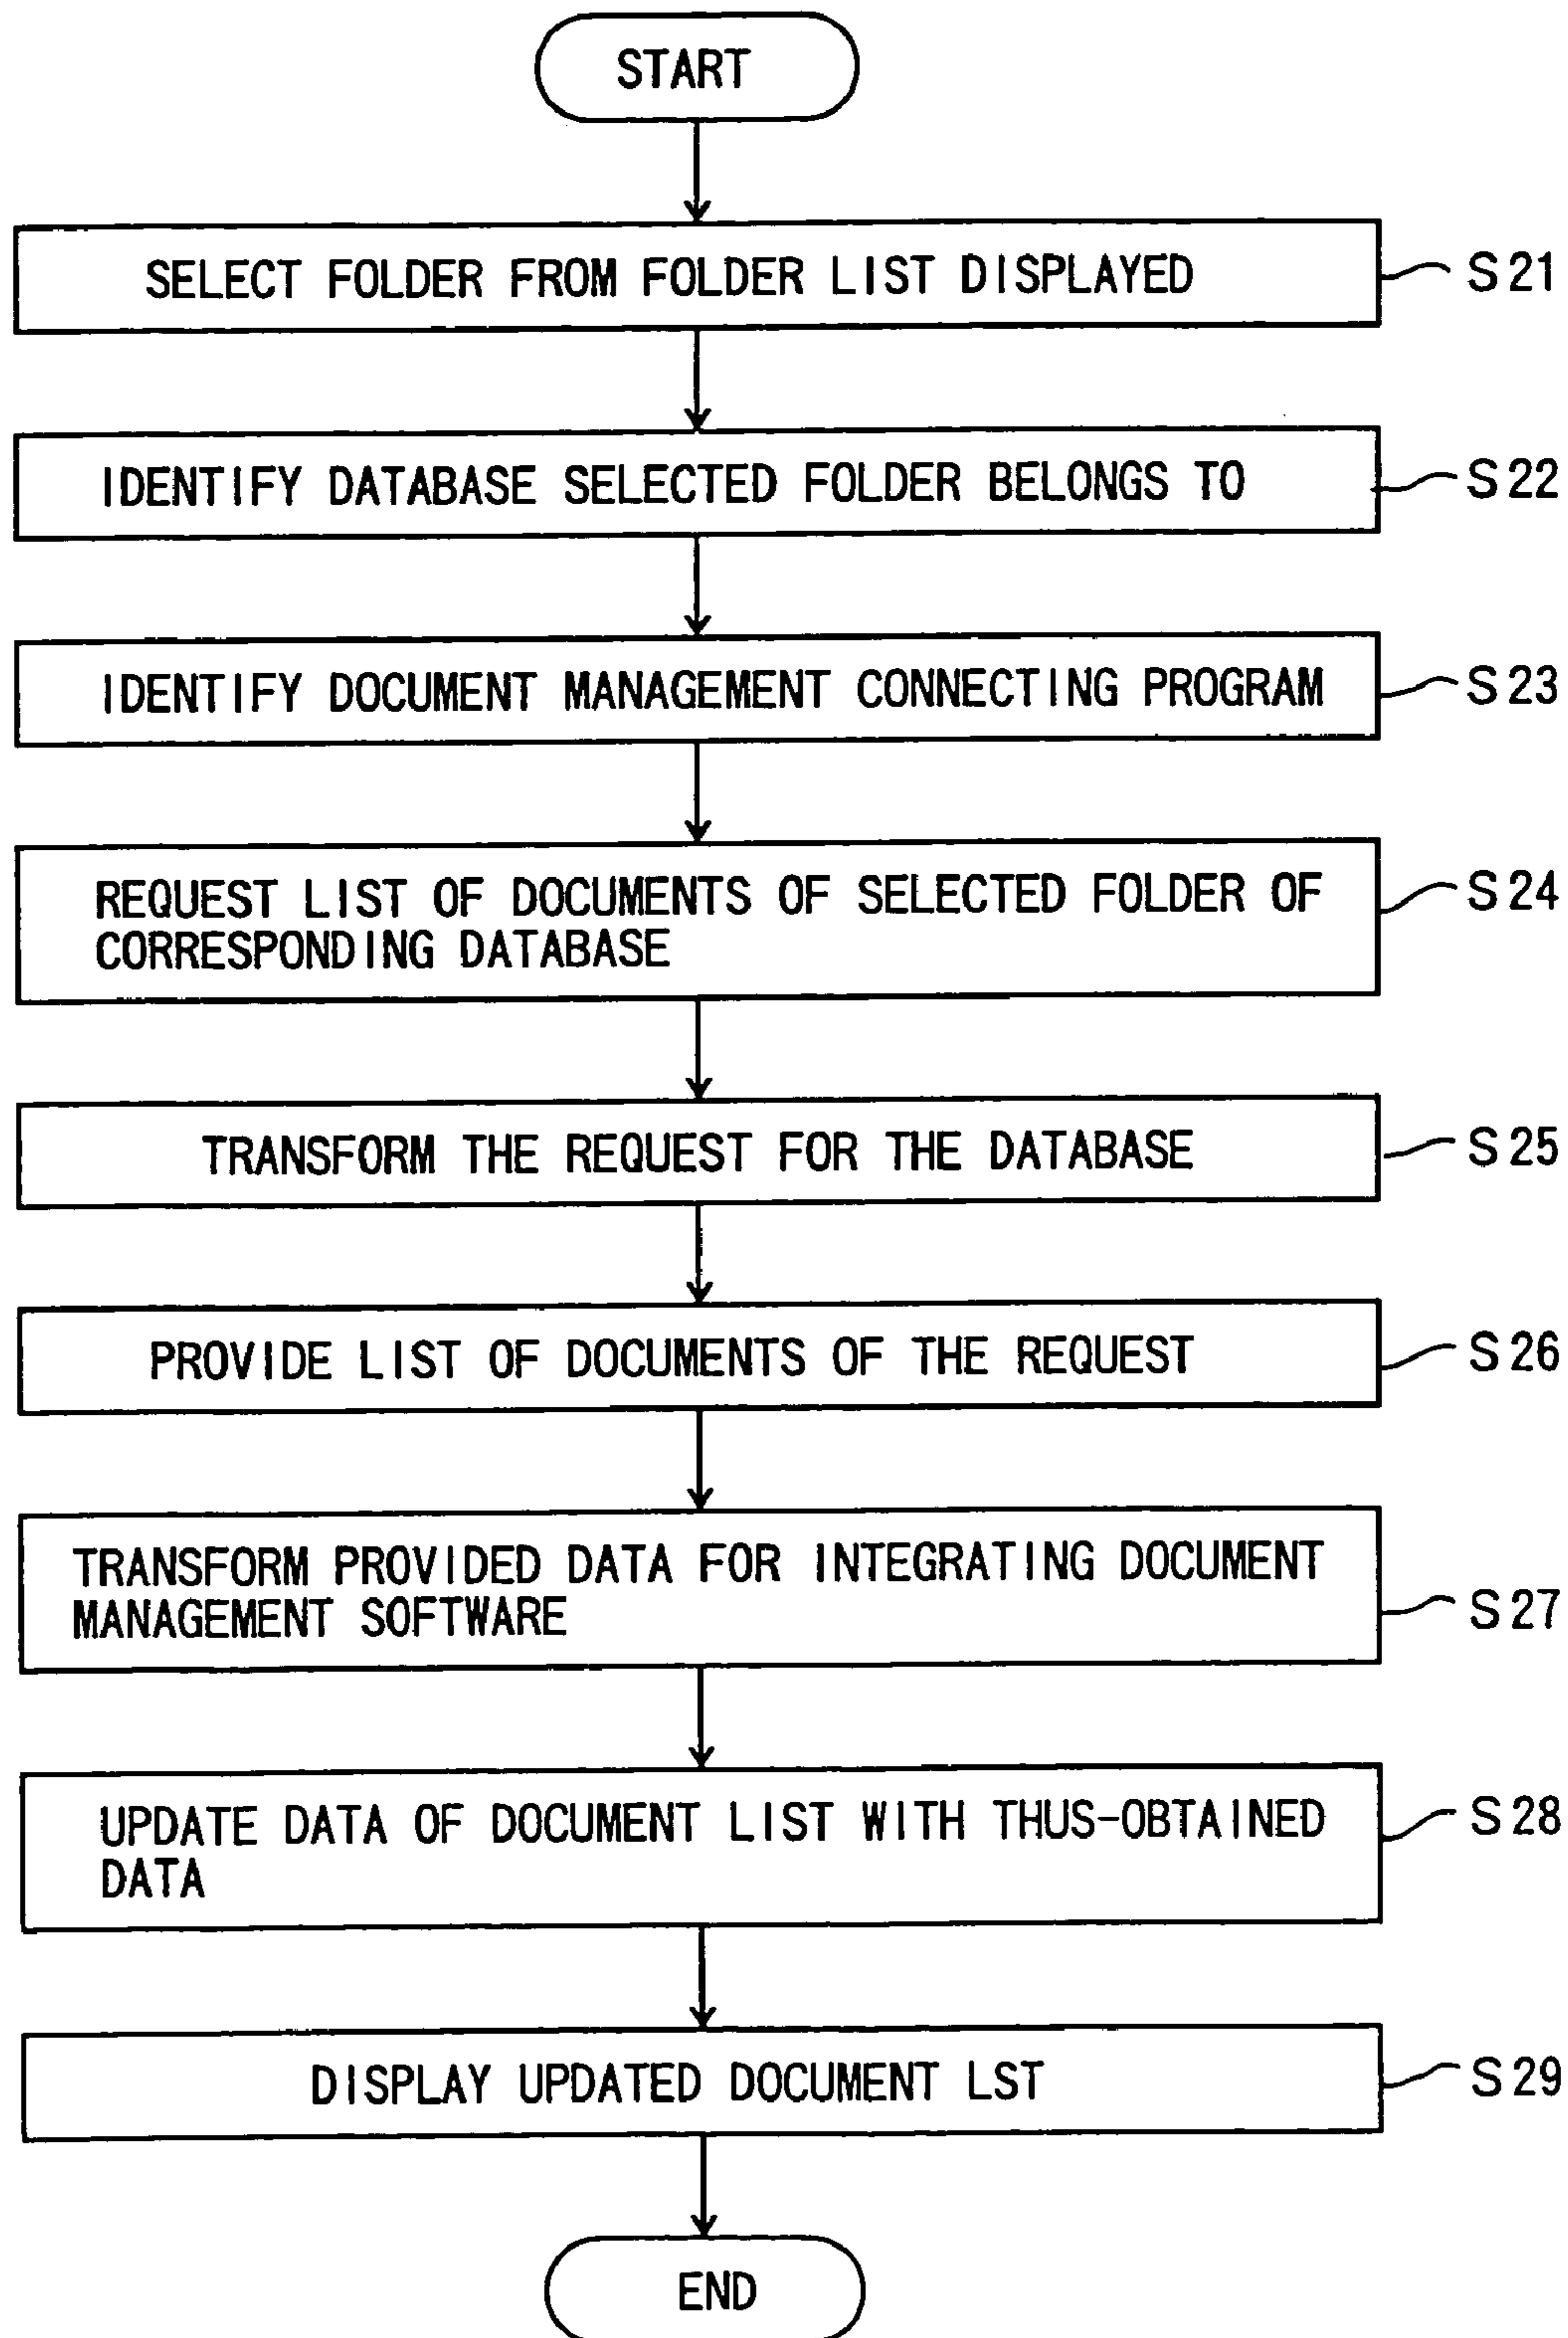 START
SELECT FOLDER FROM FOLDER LIST DISPLAYED
S21
IDENTIFY DATABASE SELECTED FOLDER BELONGS TO
S22
IDENTIFY DOCUMENT MANAGEMENT CONNECTING PROGRAM
S23
REQUEST LIST OF DOCUMENTS OF SELECTED FOLDER OF
CORRESPONDING DATABASE
S24
TRANSFORM THE REQUEST FOR THE DATABASE
S25
PROVIDE LIST OF DOCUMENTS OF THE REQUEST
S26
TRANSFORM PROVIDED DATA FOR INTEGRATING DOCUMENT
MANAGEMENT SOFTWARE
S27
UPDATE DATA OF DOCUMENT LIST WITH THUS-OBTAINED
DATA
S28
DISPLAY UPDATED DOCUMENT LST
S29
END